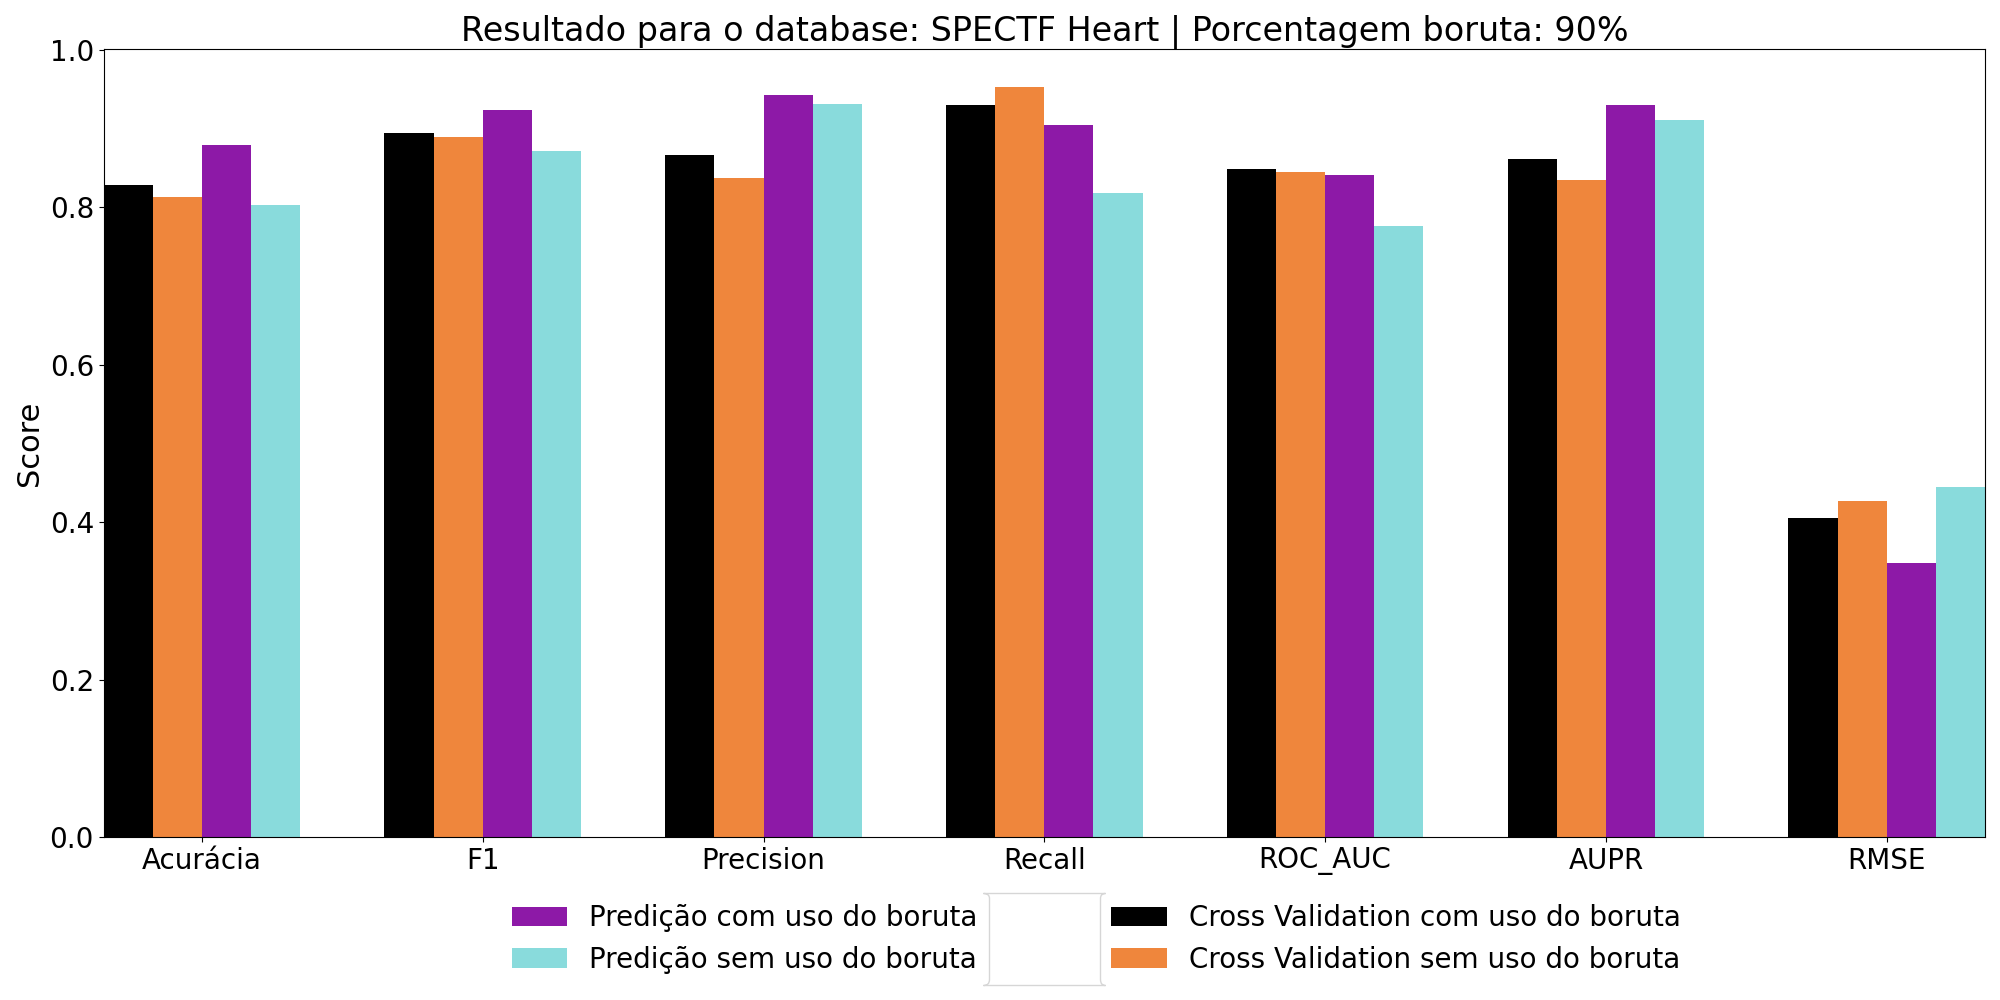 Resultado para o database: SPECTF Heart | Porcentagem boruta: 90%
1.0
0.8
0.6
0.4
0.2
0.0
Score
Acurácia F1 Precision Recall ROC_AUC AUPR RMSE
Predição com uso do boruta Cross Validation com uso do boruta
Predição sem uso do boruta Cross Validation sem uso do boruta